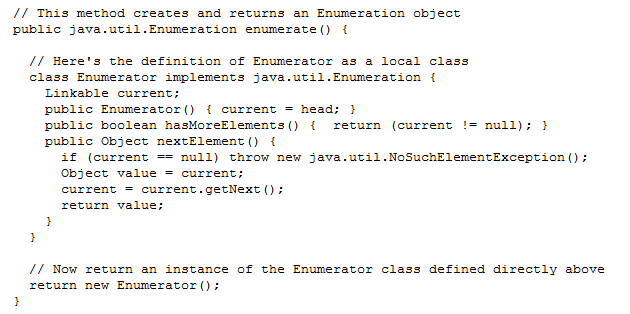 // This method creates and returns an Enumeration object
public java.util.Enumeration enumerate() {
// Here's the definition of Enumerator as a local class
class Enumerator implements java.util.Enumeration {
Linkable current;
public Enumerator() { current = head; }
public boolean hasMoreElements() {  return (current != null); }
public Object nextElement() {
if (current == null) throw new java.util.NoSuchElementException();
Object value = current;
current = current.getNext();
return value;
}
}
// Now return an instance of the Enumerator class defined directly above
return new Enumerator();
}